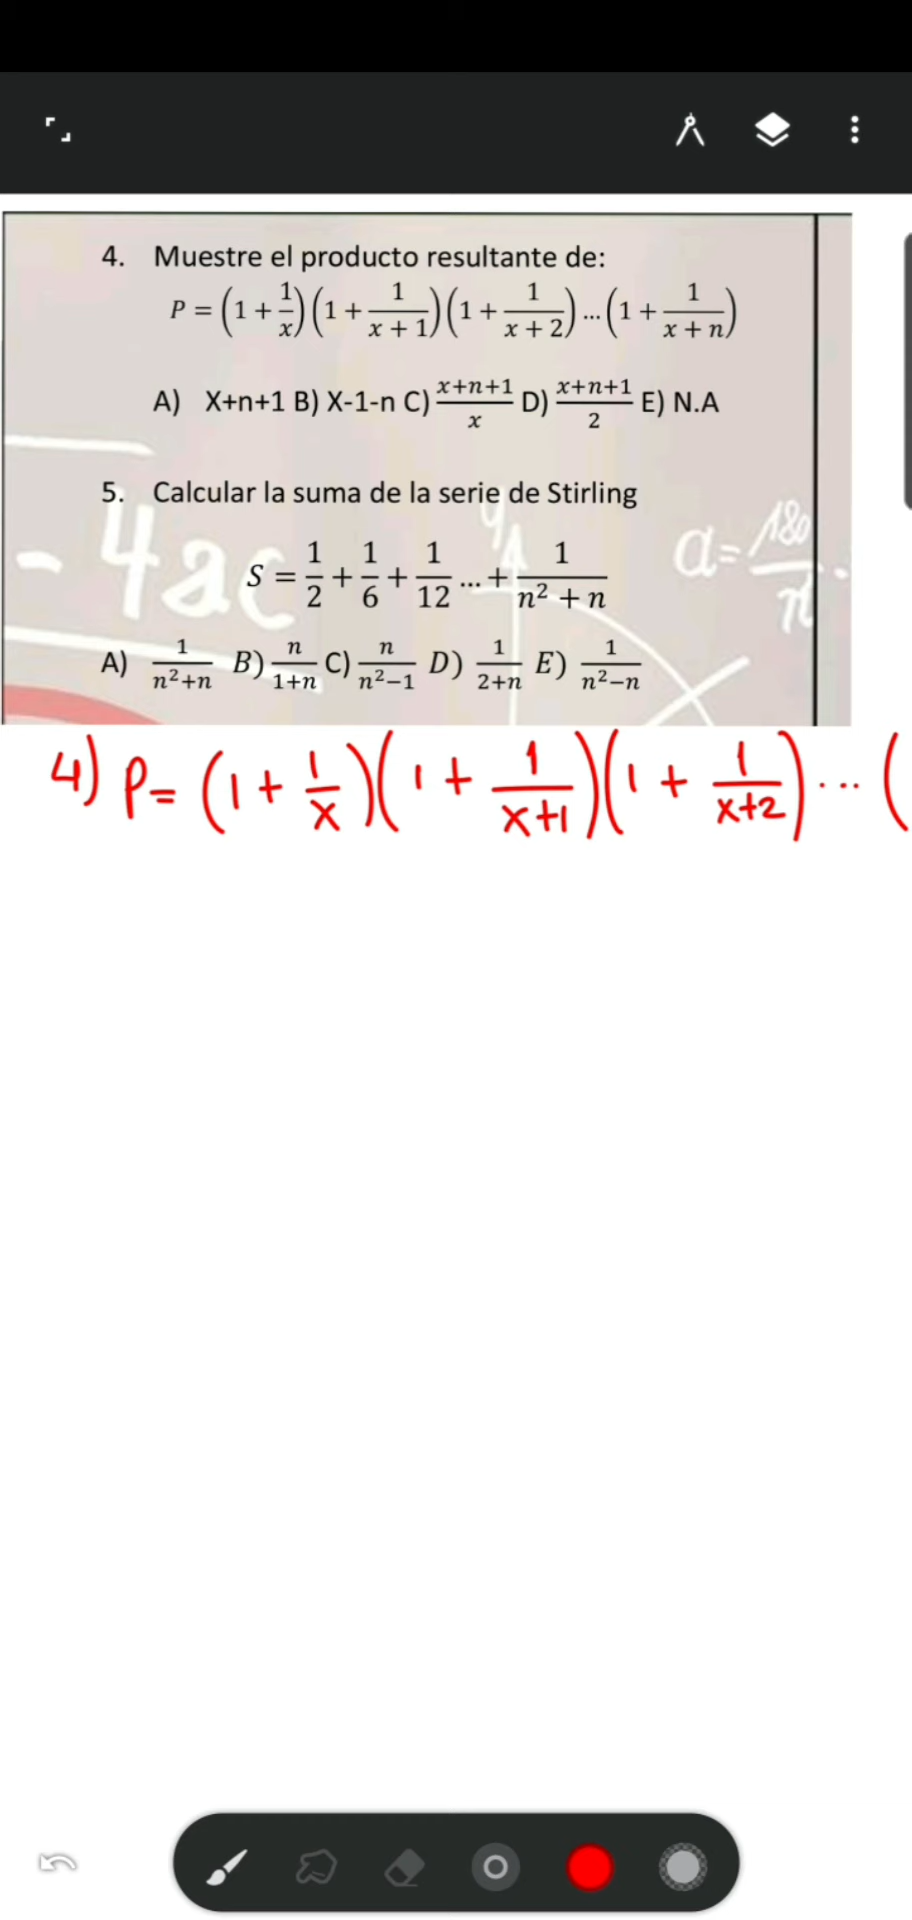 4. Muestre el producto resultante de:
P = (1 + 1/x)(1 + 1/(x + 1))(1 + 1/(x + 2)) ... (1 + 1/(x + n))
A) X+n+1 B) X-1-n C) (x+n+1)/x D) (x+n+1)/2 E) N.A
5. Calcular la suma de la serie de Stirling
S = 1/2 + 1/6 + 1/12 ... + 1/(n² + n)
A) 1/(n²+n) B) n/(1+n) C) n/(n²−1) D) 1/(2+n) E) 1/(n²−n)
- 4ac
a = 180/π
4) P = (1 + 1/x)(1 + 1/(x+1))(1 + 1/(x+2)) ... (